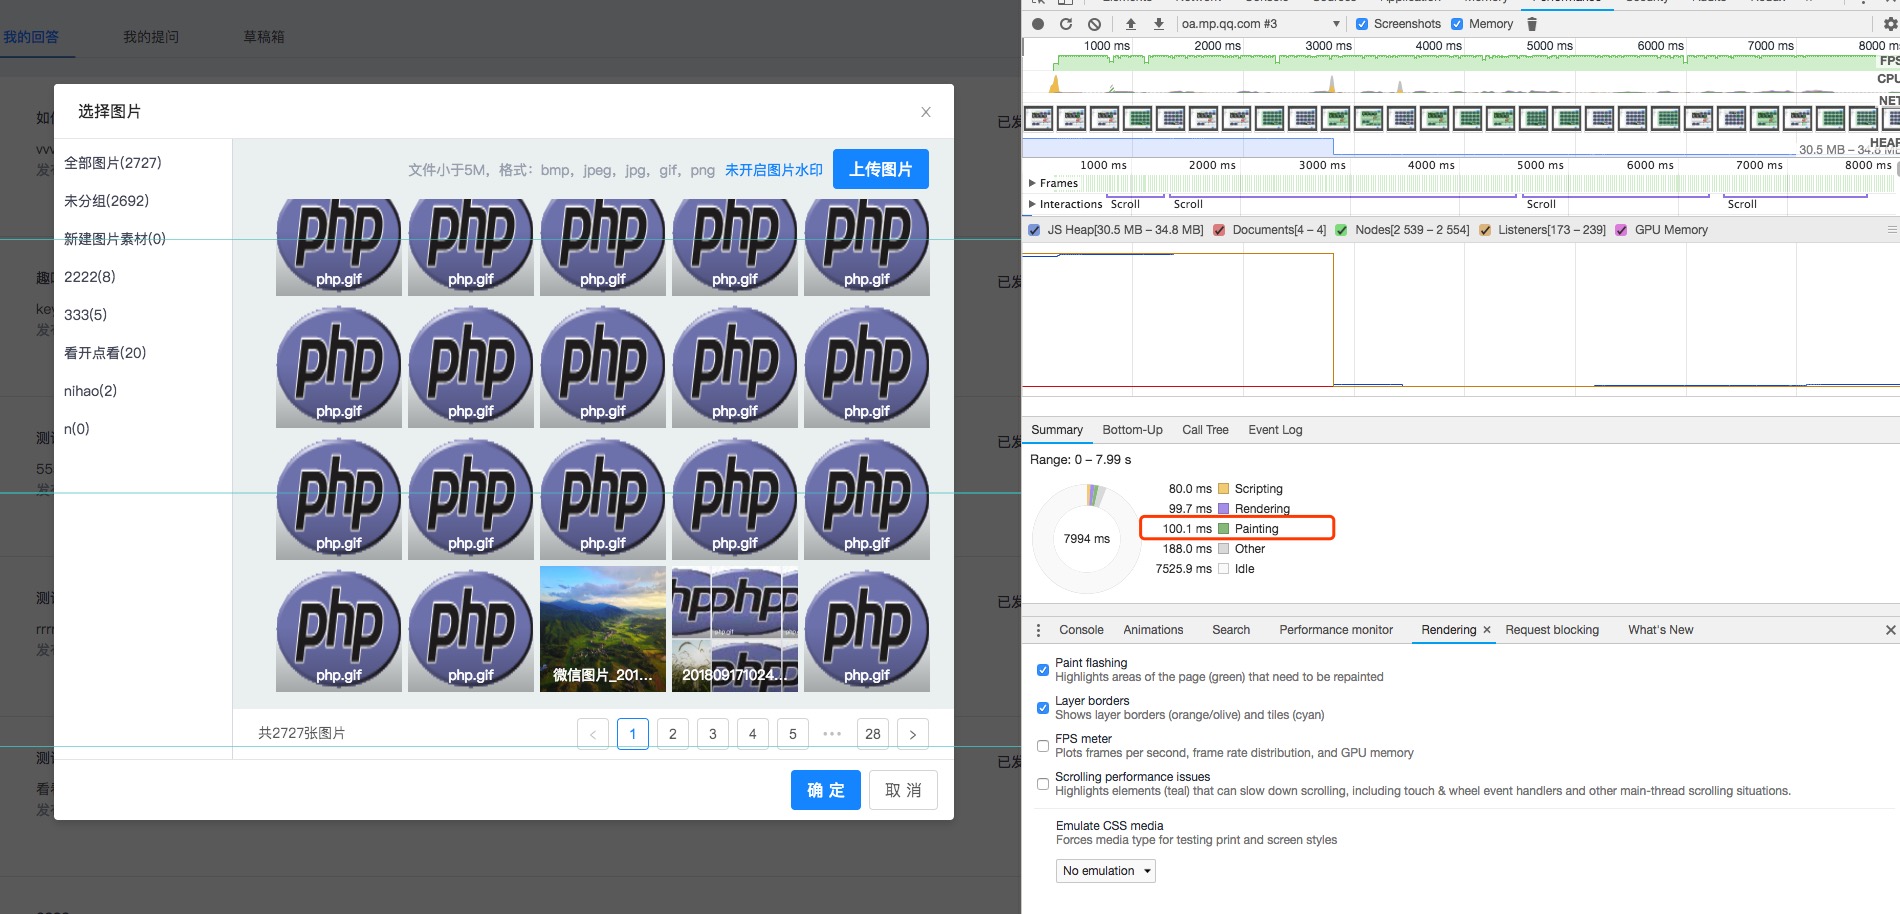 我的回答 我的提问 草稿箱
选择图片
全部图片(2727)
未分组(2692)
新建图片素材(0)
2222(8)
333(5)
看开点看(20)
nihao(2)
n(0)
文件小于5M，格式：bmp，jpeg，jpg，gif，png 未开启图片水印 上传图片
php.gif php.gif php.gif php.gif php.gif
php.gif php.gif php.gif php.gif php.gif
php.gif php.gif php.gif php.gif php.gif
php.gif php.gif 微信图片_201... 201809171024... php.gif
共2727张图片 < 1 2 3 4 5 ••• 28 >
确 定 取 消
oa.mp.qq.com #3 Screenshots Memory
1000 ms 2000 ms 3000 ms 4000 ms 5000 ms 6000 ms 7000 ms 8000 ms
FPS
CPU
NET
HEAP
30.5 MB – 34.8 MB
1000 ms 2000 ms 3000 ms 4000 ms 5000 ms 6000 ms 7000 ms 8000 ms
Frames
Interactions Scroll Scroll Scroll Scroll
JS Heap[30.5 MB – 34.8 MB] Documents[4 – 4] Nodes[2 539 – 2 554] Listeners[173 – 239] GPU Memory
Summary Bottom-Up Call Tree Event Log
Range: 0 – 7.99 s
7994 ms
80.0 ms Scripting
99.7 ms Rendering
100.1 ms Painting
188.0 ms Other
7525.9 ms Idle
Console Animations Search Performance monitor Rendering × Request blocking What's New
Paint flashing
Highlights areas of the page (green) that need to be repainted
Layer borders
Shows layer borders (orange/olive) and tiles (cyan)
FPS meter
Plots frames per second, frame rate distribution, and GPU memory
Scrolling performance issues
Highlights elements (teal) that can slow down scrolling, including touch & wheel event handlers and other main-thread scrolling situations.
Emulate CSS media
Forces media type for testing print and screen styles
No emulation